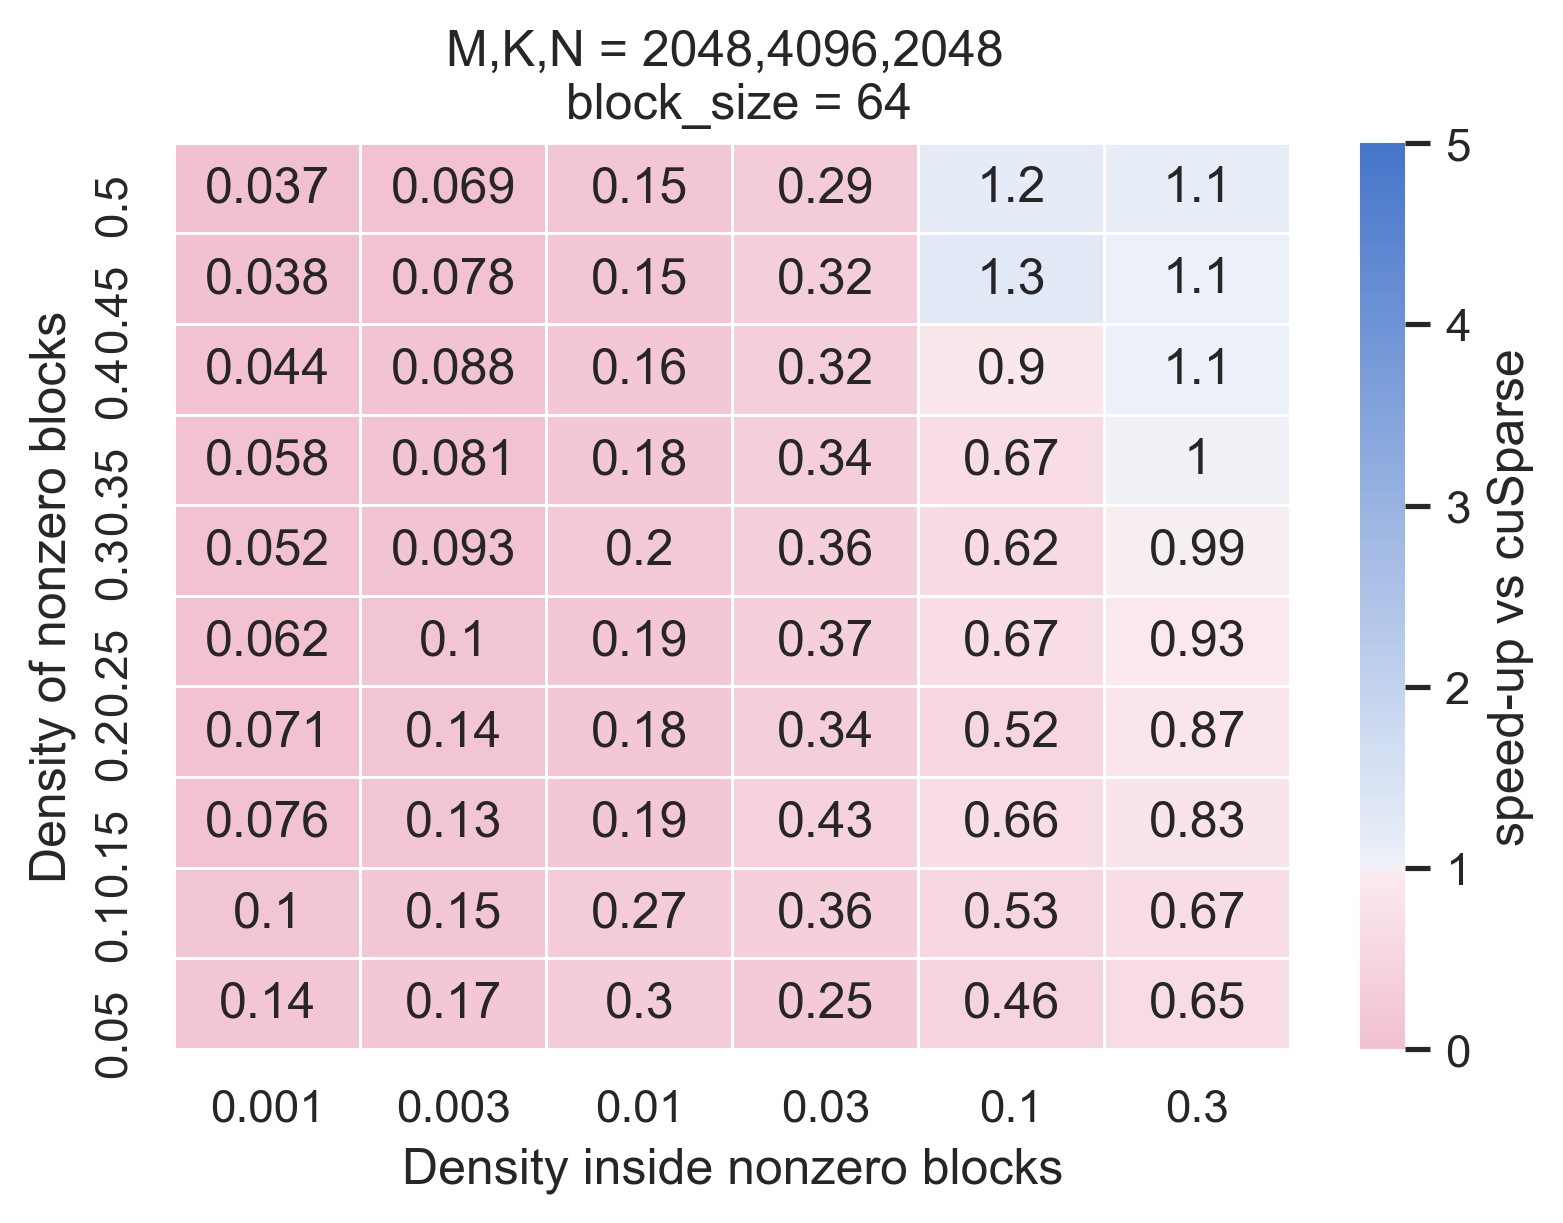 M,K,N = 2048,4096,2048
block_size = 64
Density of nonzero blocks
0.5 0.037 0.069 0.15 0.29 1.2 1.1
0.45 0.038 0.078 0.15 0.32 1.3 1.1
0.4 0.044 0.088 0.16 0.32 0.9 1.1
0.35 0.058 0.081 0.18 0.34 0.67 1
0.3 0.052 0.093 0.2 0.36 0.62 0.99
0.25 0.062 0.1 0.19 0.37 0.67 0.93
0.2 0.071 0.14 0.18 0.34 0.52 0.87
0.15 0.076 0.13 0.19 0.43 0.66 0.83
0.1 0.1 0.15 0.27 0.36 0.53 0.67
0.05 0.14 0.17 0.3 0.25 0.46 0.65
0.001 0.003 0.01 0.03 0.1 0.3
Density inside nonzero blocks
5
4
3
2
1
0
speed-up vs cuSparse